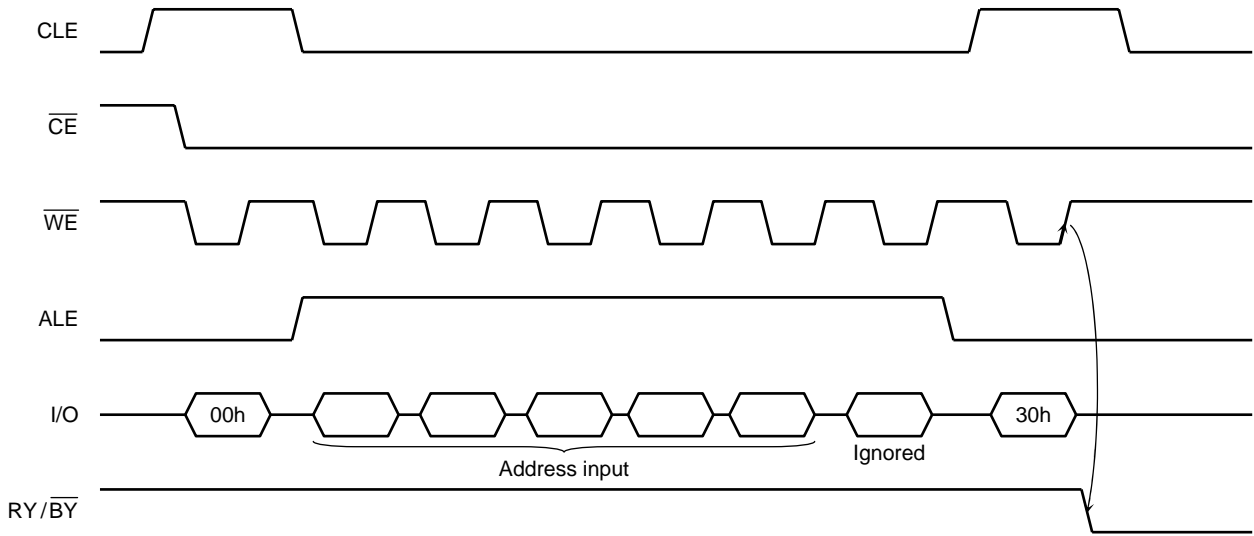 CLE
CE
WE
ALE
I/O
00h
30h
Address input
Ignored
RY/BY